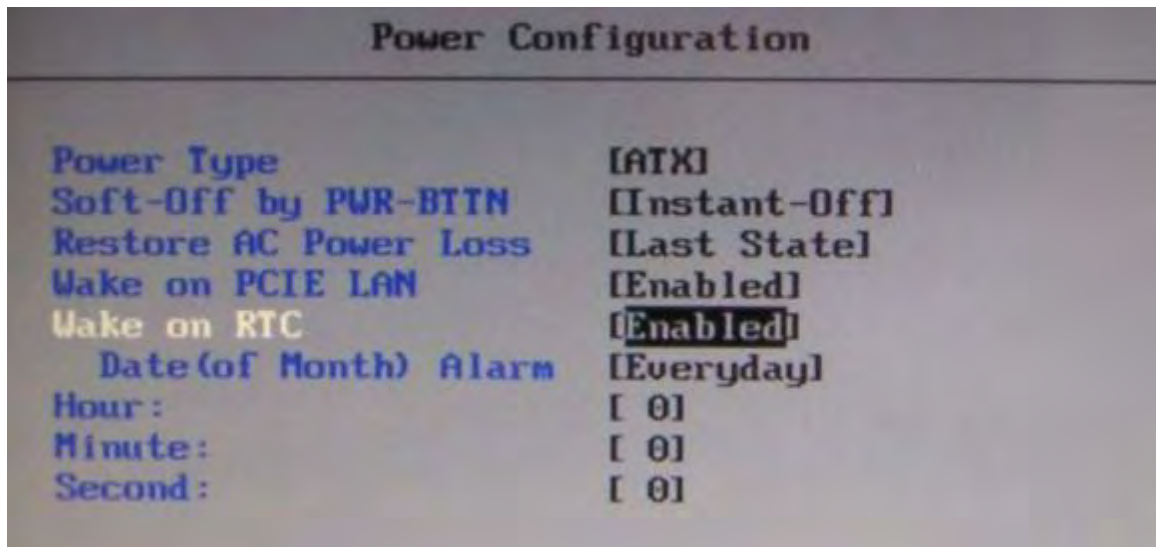 Power Configuration
Power Type [ATX]
Soft-Off by PWR-BTTN [Instant-Off]
Restore AC Power Loss [Last State]
Wake on PCIE LAN [Enabled]
Wake on RTC [Enabled]
Date(of Month) Alarm [Everyday]
Hour: [ 0]
Minute: [ 0]
Second: [ 0]